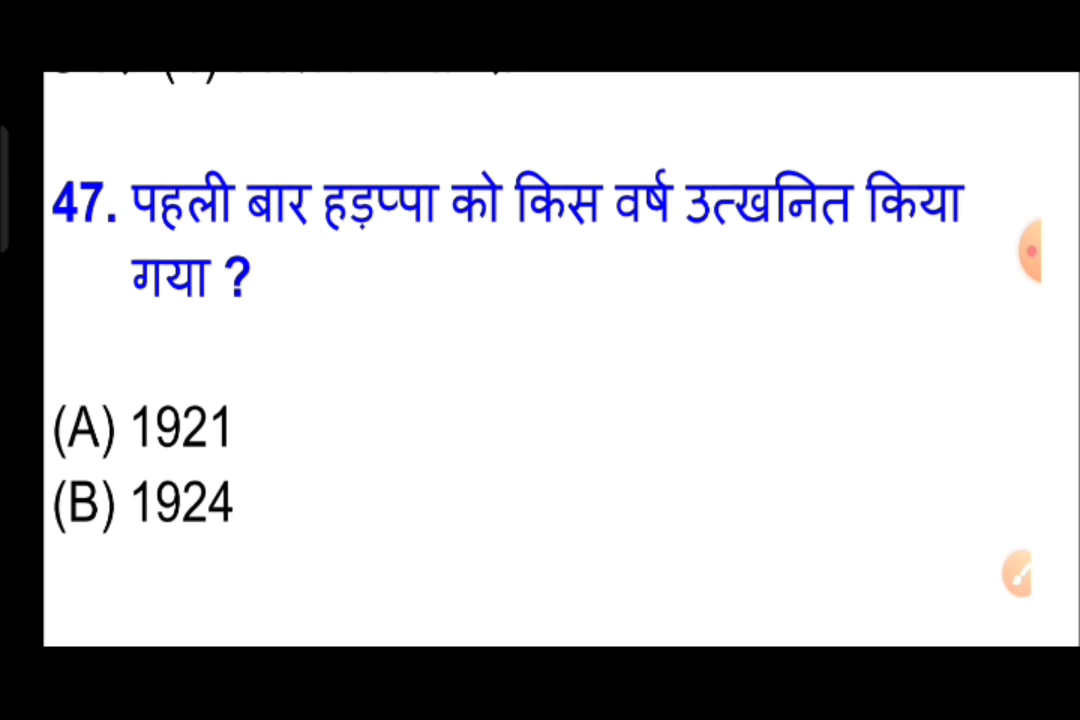 47. पहली बार हड़प्पा को किस वर्ष उत्खनित किया
गया ?
(A) 1921
(B) 1924